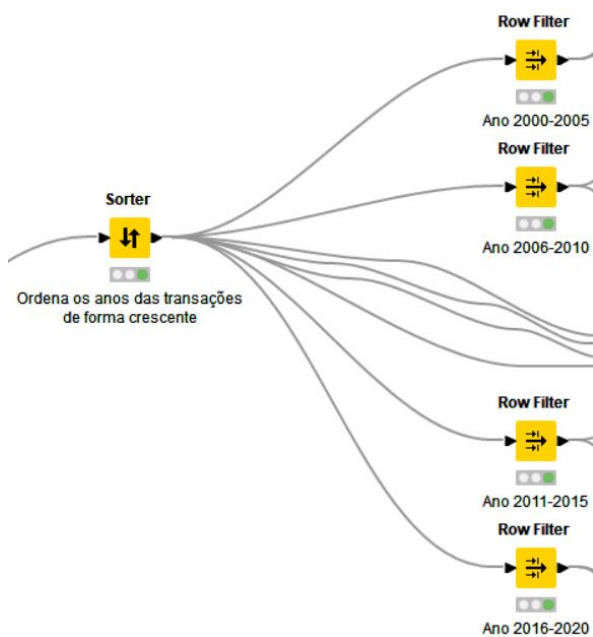 Row Filter
Ano 2000-2005
Row Filter
Ano 2006-2010
Sorter
Ordena os anos das transações
de forma crescente
Row Filter
Ano 2011-2015
Row Filter
Ano 2016-2020